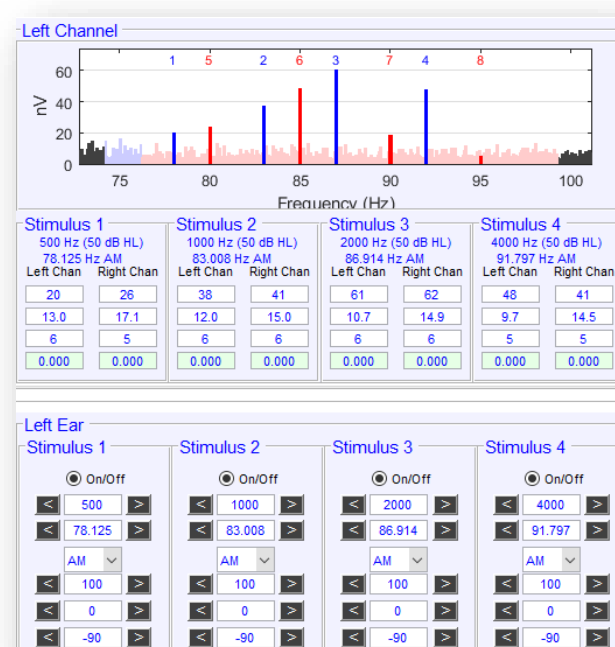 Left Channel
1 5 2 6 3 7 4 8
60
40
20
0
nV
75 80 85 90 95 100
Frequency (Hz)
Stimulus 1 Stimulus 2 Stimulus 3 Stimulus 4
500 Hz (50 dB HL) 1000 Hz (50 dB HL) 2000 Hz (50 dB HL) 4000 Hz (50 dB HL)
78.125 Hz AM 83.008 Hz AM 86.914 Hz AM 91.797 Hz AM
Left Chan Right Chan Left Chan Right Chan Left Chan Right Chan Left Chan Right Chan
20 26 38 41 61 62 48 41
13.0 17.1 12.0 15.0 10.7 14.9 9.7 14.5
6 5 6 6 6 6 5 5
0.000 0.000 0.000 0.000 0.000 0.000 0.000 0.000
Left Ear
Stimulus 1 Stimulus 2 Stimulus 3 Stimulus 4
On/Off On/Off On/Off On/Off
< 500 > < 1000 > < 2000 > < 4000 >
< 78.125 > < 83.008 > < 86.914 > < 91.797 >
AM AM AM AM
< 100 > < 100 > < 100 > < 100 >
< 0 > < 0 > < 0 > < 0 >
< -90 > < -90 > < -90 > < -90 >